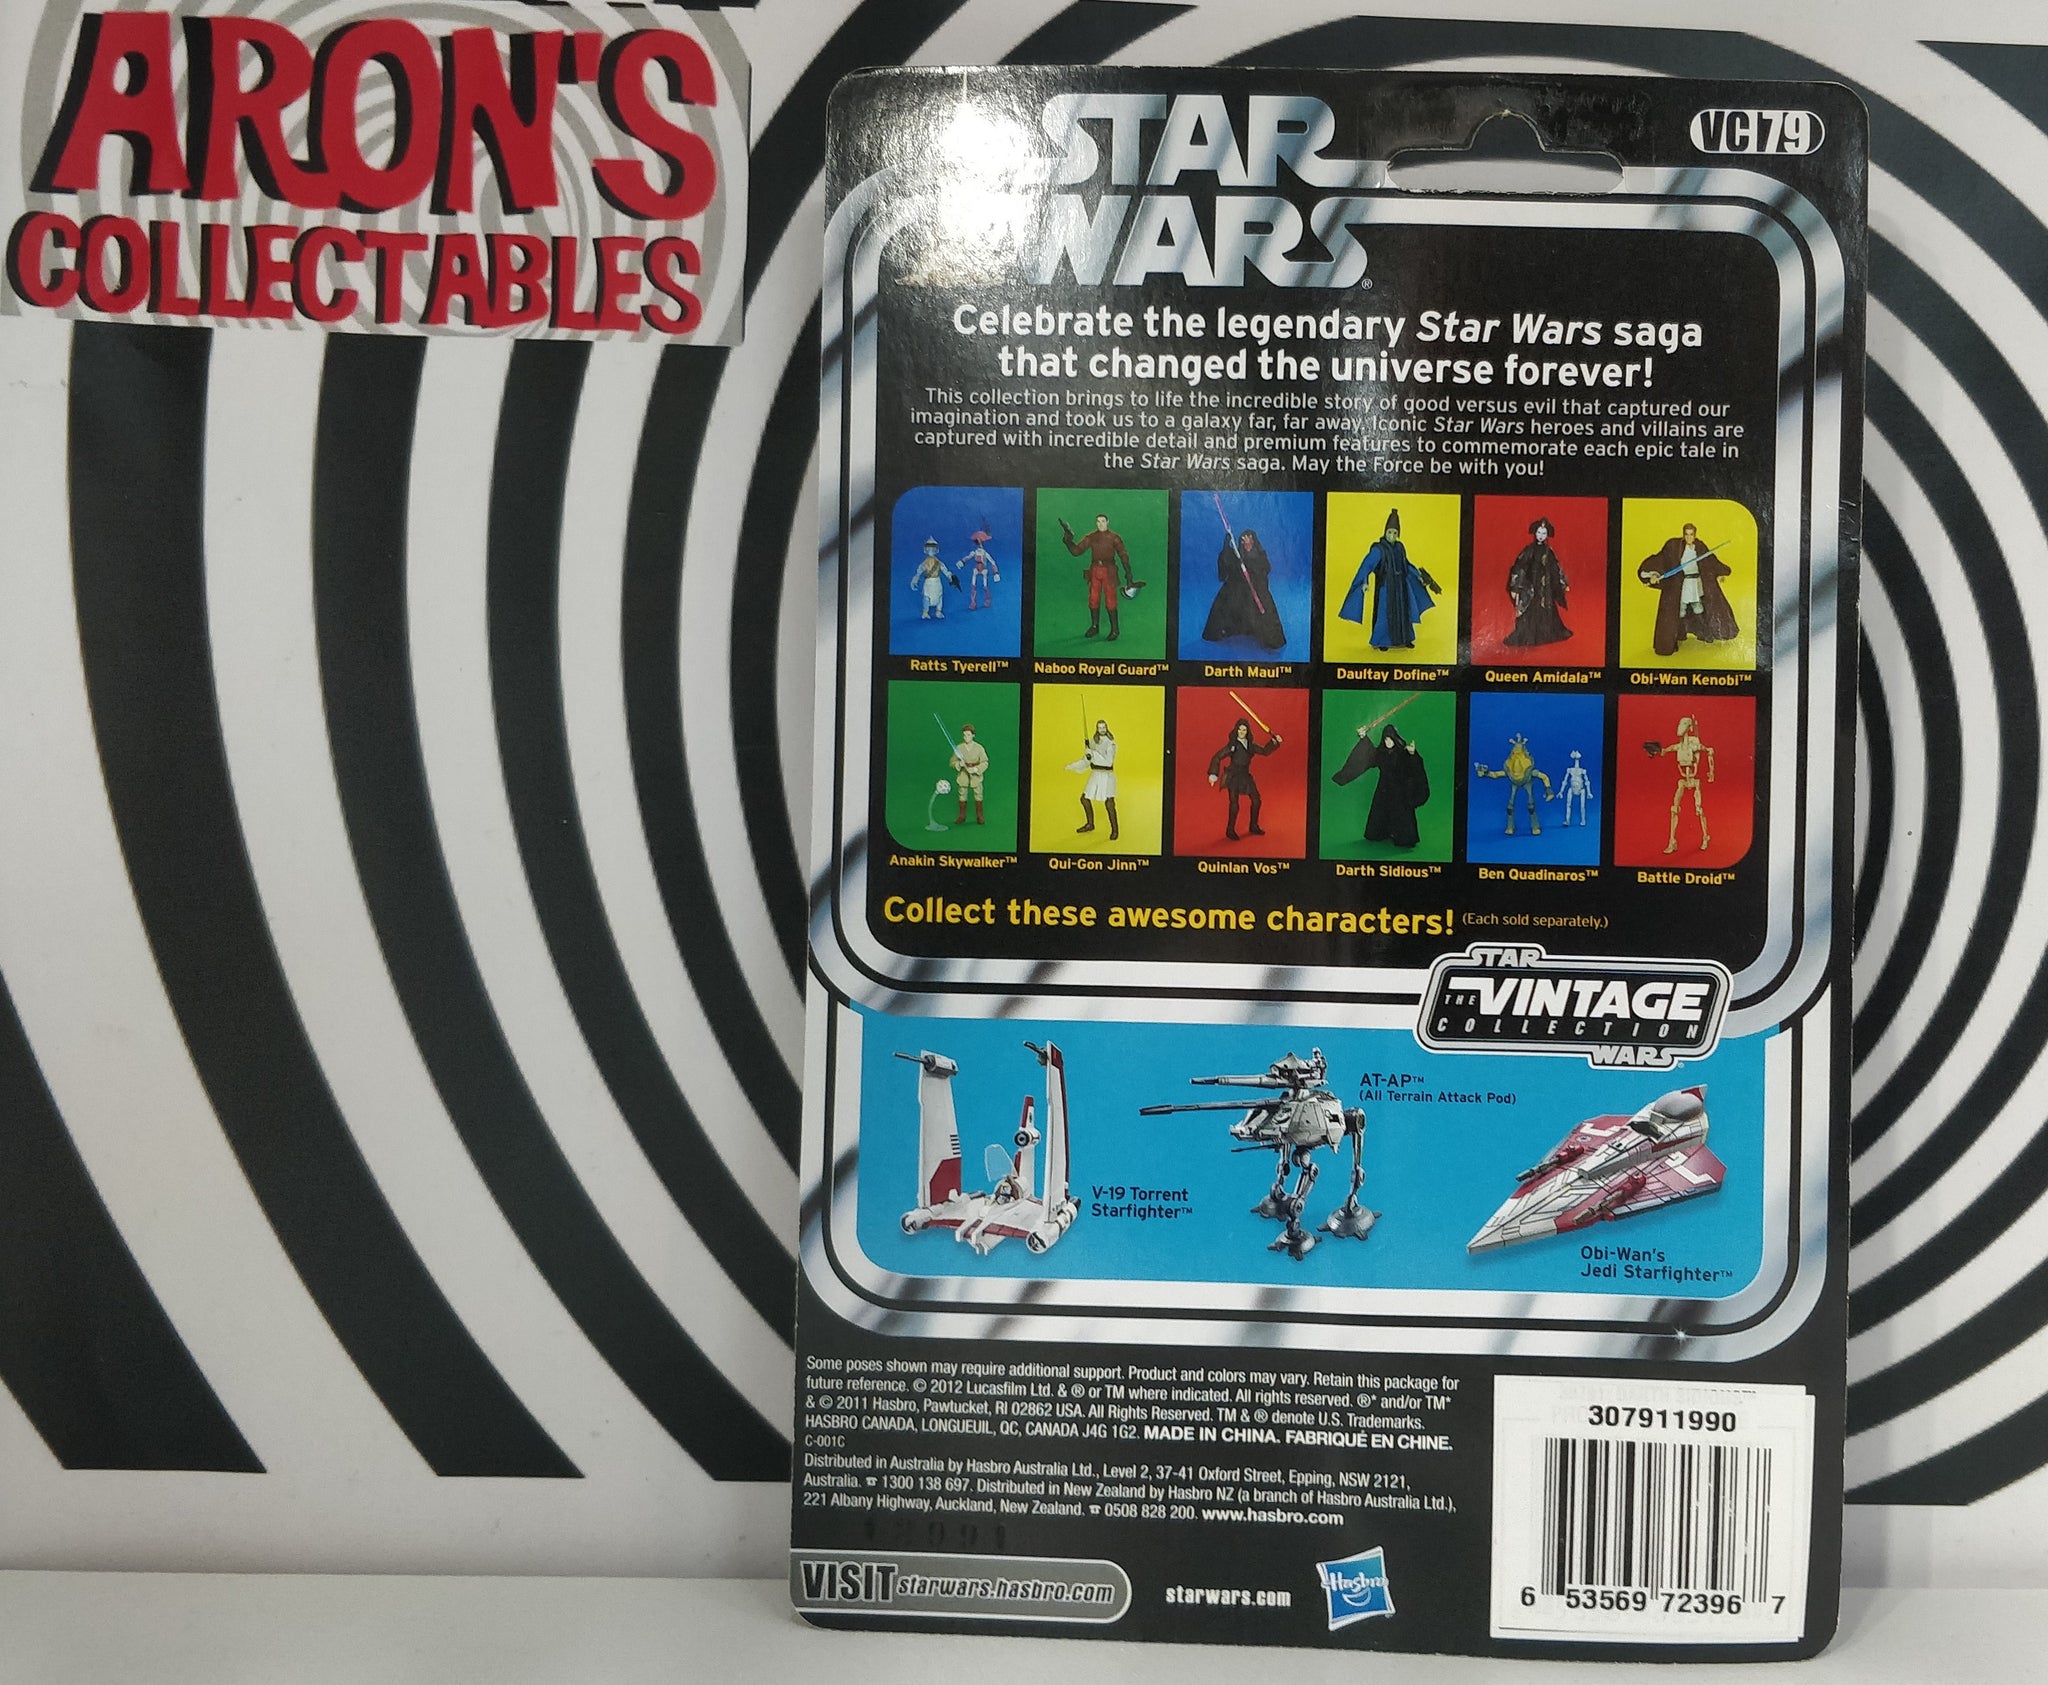 ARON'S
COLLECTABLES
STAR
WARS®
VC79
Celebrate the legendary Star Wars saga
that changed the universe forever!
This collection brings to life the incredible story of good versus evil that captured our
imagination and took us to a galaxy far, far away. Iconic Star Wars heroes and villains are
captured with incredible detail and premium features to commemorate each epic tale in
the Star Wars saga. May the Force be with you!
Ratts Tyerell™ Naboo Royal Guard™ Darth Maul™ Daultay Dofine™ Queen Amidala™ Obi-Wan Kenobi™
Anakin Skywalker™ Qui-Gon Jinn™ Quinlan Vos™ Darth Sidious™ Ben Quadinaros™ Battle Droid™
Collect these awesome characters! (Each sold separately.)
STAR
THE VINTAGE
COLLECTION
WARS®
V-19 Torrent
Starfighter™
AT-AP™
(All Terrain Attack Pod)
Obi-Wan's
Jedi Starfighter™
Some poses shown may require additional support. Product and colors may vary. Retain this package for
future reference. © 2012 Lucasfilm Ltd. & ® or TM where indicated. All rights reserved. ®* and/or TM*
& © 2011 Hasbro, Pawtucket, RI 02862 USA. All Rights Reserved. TM & ® denote U.S. Trademarks.
HASBRO CANADA, LONGUEUIL, QC, CANADA J4G 1G2. MADE IN CHINA. FABRIQUÉ EN CHINE.
C-001C
Distributed in Australia by Hasbro Australia Ltd., Level 2, 37-41 Oxford Street, Epping, NSW 2121,
Australia. ☎ 1300 138 697. Distributed in New Zealand by Hasbro NZ (a branch of Hasbro Australia Ltd.),
221 Albany Highway, Auckland, New Zealand. ☎ 0508 828 200. www.hasbro.com
VISIT starwars.hasbro.com
starwars.com
Hasbro
307911990
6 53569 72396 7